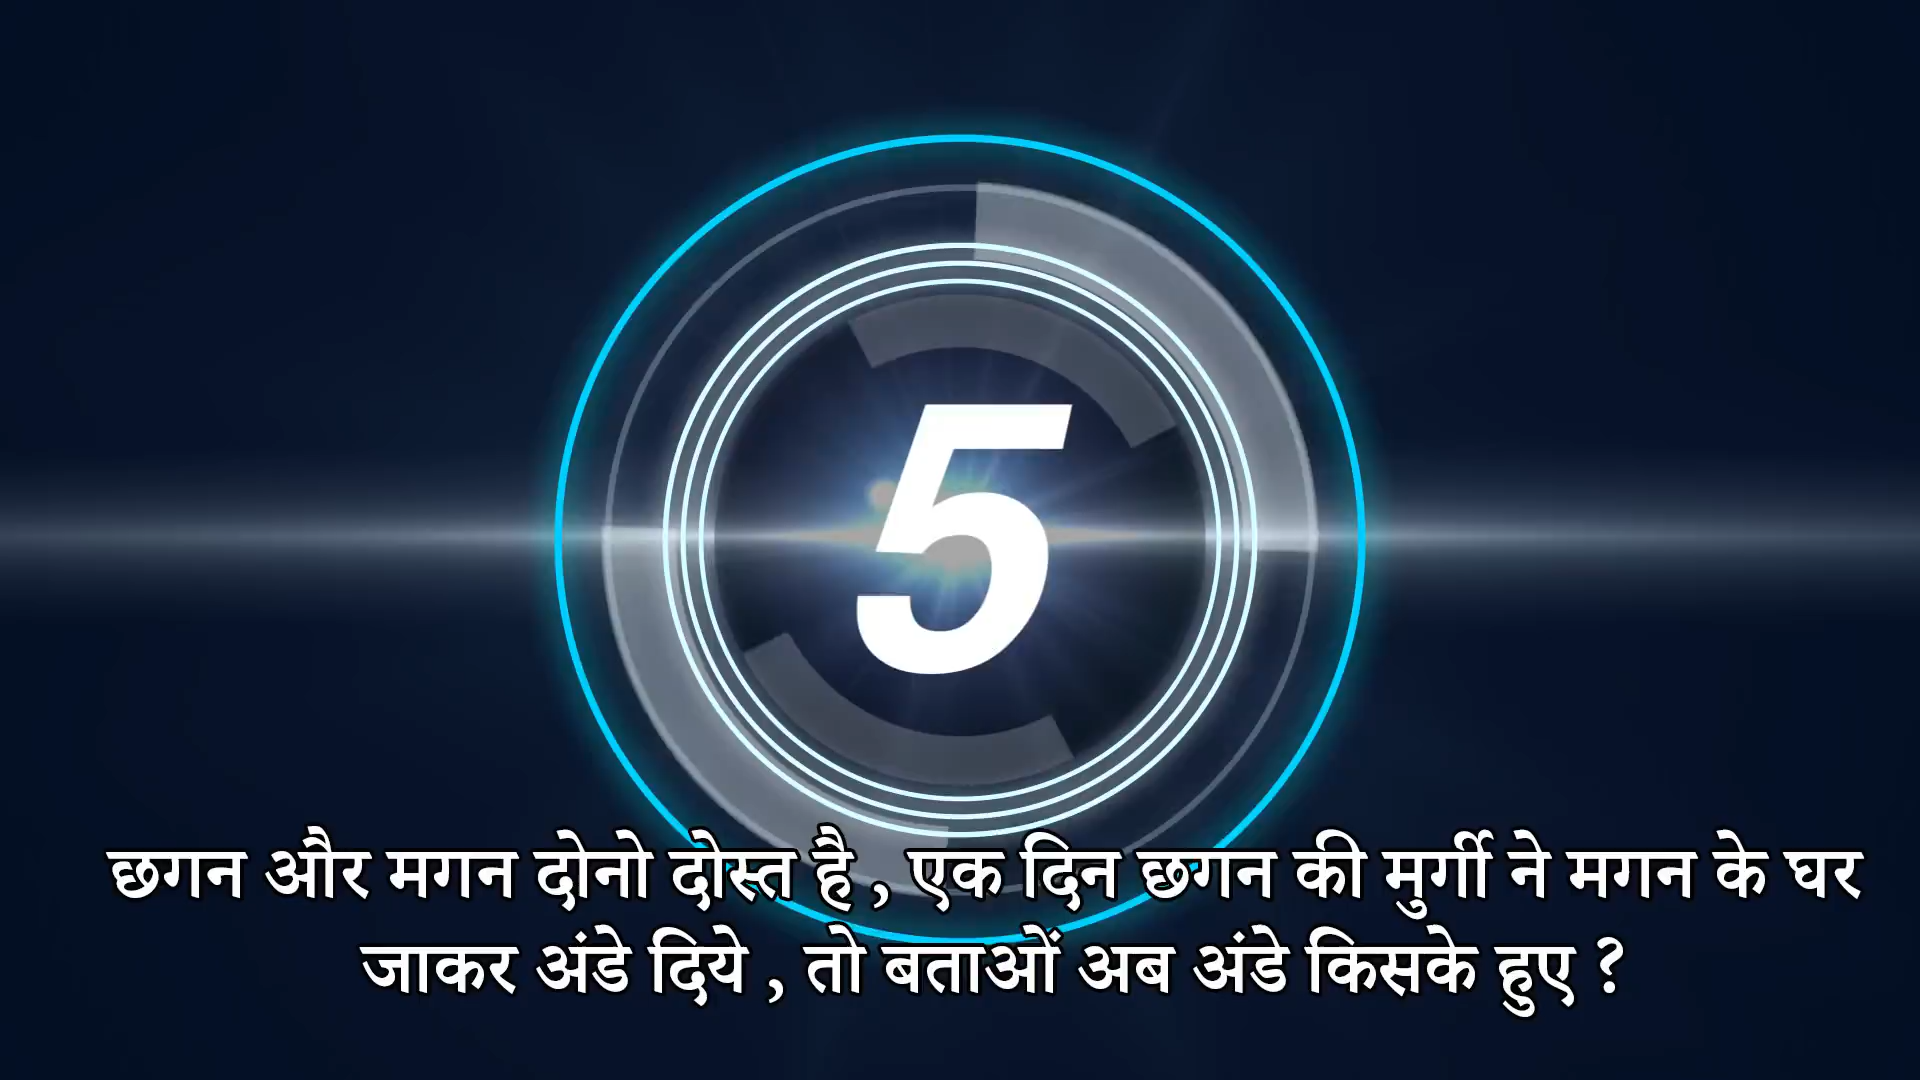 5
छगन और मगन दोनो दोस्त है , एक दिन छगन की मुर्गी ने मगन के घर
जाकर अंडे दिये , तो बताओं अब अंडे किसके हुए ?